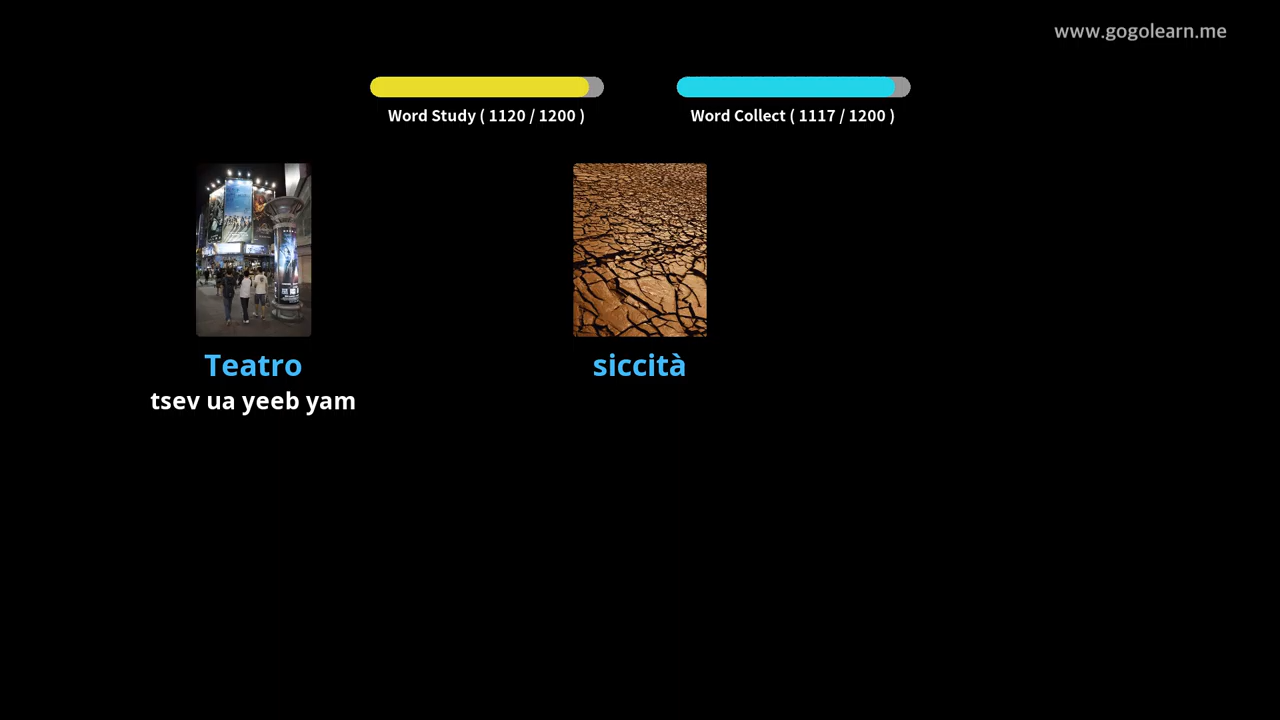 www.gogolearn.me
Word Study ( 1120 / 1200 )
Word Collect ( 1117 / 1200 )
Teatro
siccità
tsev ua yeeb yam